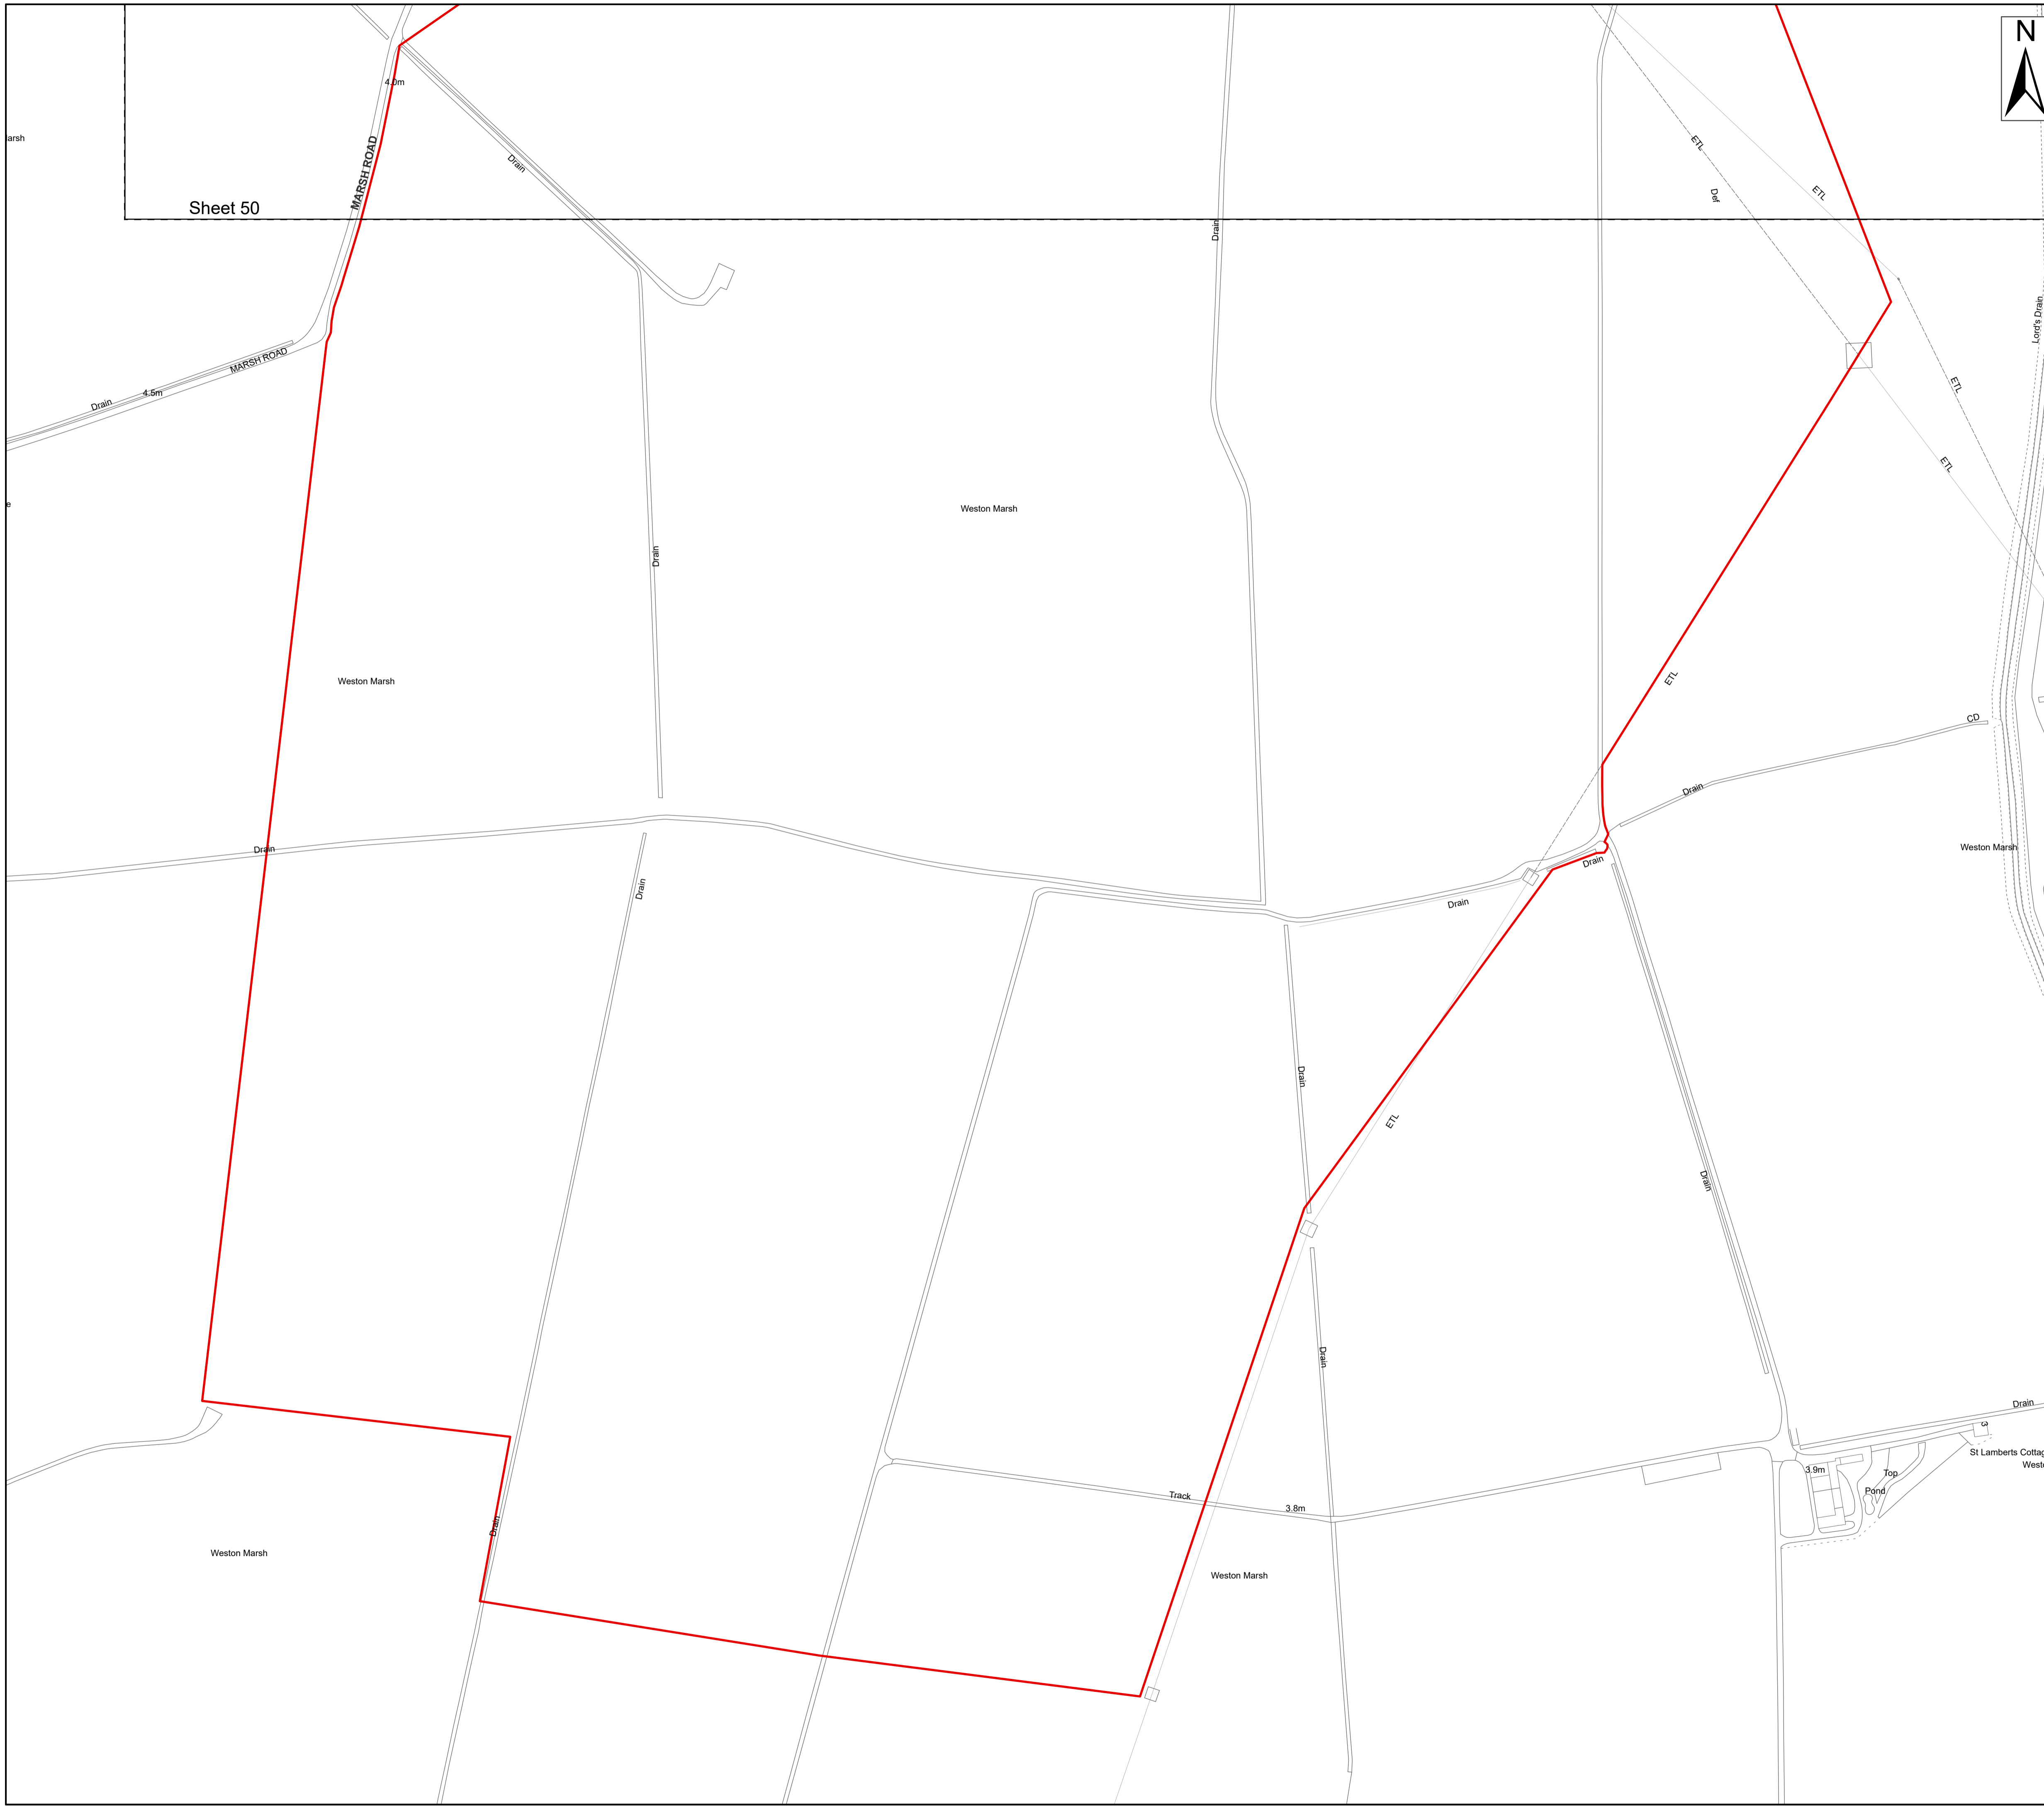 N
4.0m
arsh
MARSH ROAD
Drain
ETL
ETL
Def
Sheet 50
Drain
Lord's Drain
MARSH ROAD
4.5m
Drain
ETL
ETL
e
Weston Marsh
Drain
Weston Marsh
ETL
CD
Drain
Drain
Weston Marsh
Drain
Drain
Drain
Drain
ETL
Drain
Drain
Drain
3
St Lamberts Cottag
West
3.9m
Top
Pond
Track
3.8m
Drain
Weston Marsh
Weston Marsh